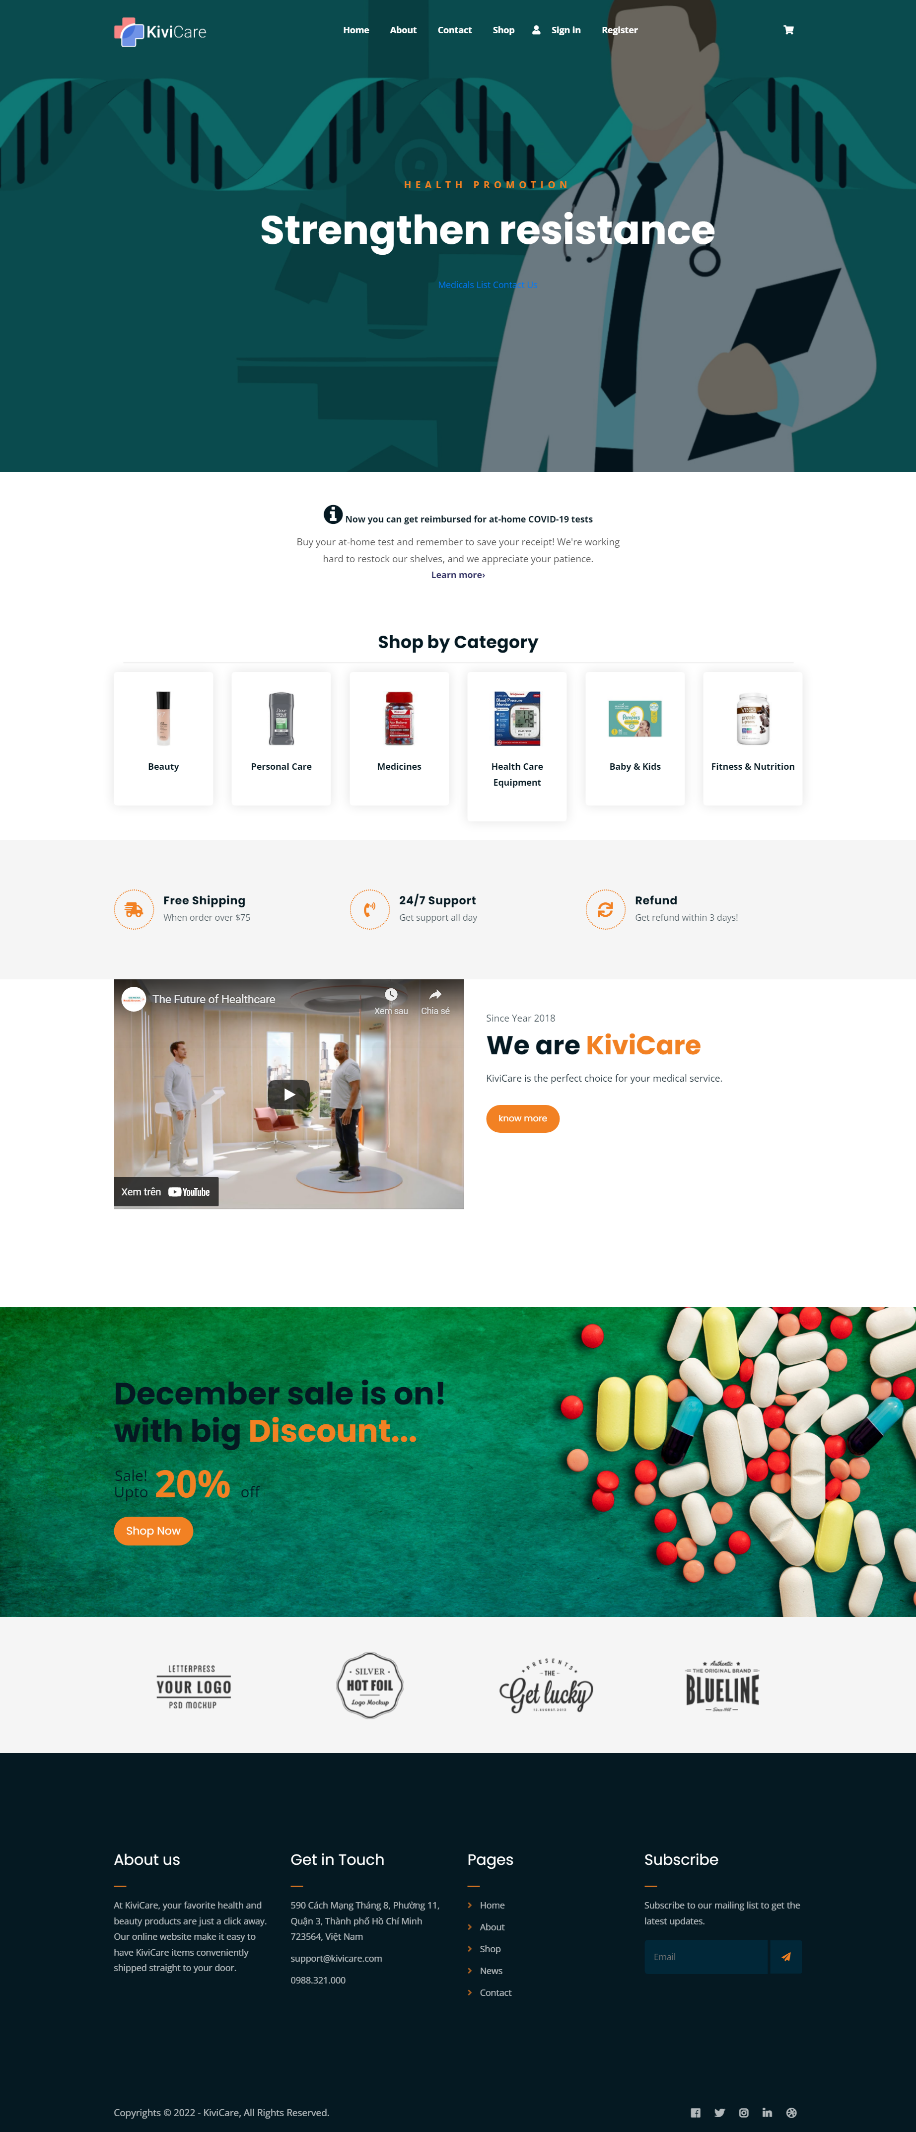 KiviCare
Home About Contact Shop Sign in Register
HEALTH PROMOTION
Strengthen resistance
Medicals List Contact Us
Now you can get reimbursed for at-home COVID-19 tests
Buy your at-home test and remember to save your receipt! We're working
hard to restock our shelves, and we appreciate your patience.
Learn more›
Shop by Category
Beauty
Personal Care
Medicines
Health Care
Equipment
Baby & Kids
Fitness & Nutrition
Free Shipping
When order over $75
24/7 Support
Get support all day
Refund
Get refund within 3 days!
The Future of Healthcare
Xem sau
Chia sẻ
Xem trên YouTube
Since Year 2018
We are KiviCare
KiviCare is the perfect choice for your medical service.
know more
December sale is on!
with big Discount...
Sale!
Upto 20% off
Shop Now
LETTERPRESS
YOUR LOGO
PSD MOCKUP
SILVER
HOT FOIL
Logo Mockup
PRESENTS
THE
Get lucky
Authentic
THE ORIGINAL BRAND
BLUELINE
About us
At KiviCare, your favorite health and
beauty products are just a click away.
Our online website make it easy to
have KiviCare items conveniently
shipped straight to your door.
Get in Touch
590 Cách Mạng Tháng 8, Phường 11,
Quận 3, Thành phố Hồ Chí Minh
723564, Việt Nam
support@kivicare.com
0988.321.000
Pages
Home
About
Shop
News
Contact
Subscribe
Subscribe to our mailing list to get the
latest updates.
Email
Copyrights © 2022 - KiviCare, All Rights Reserved.